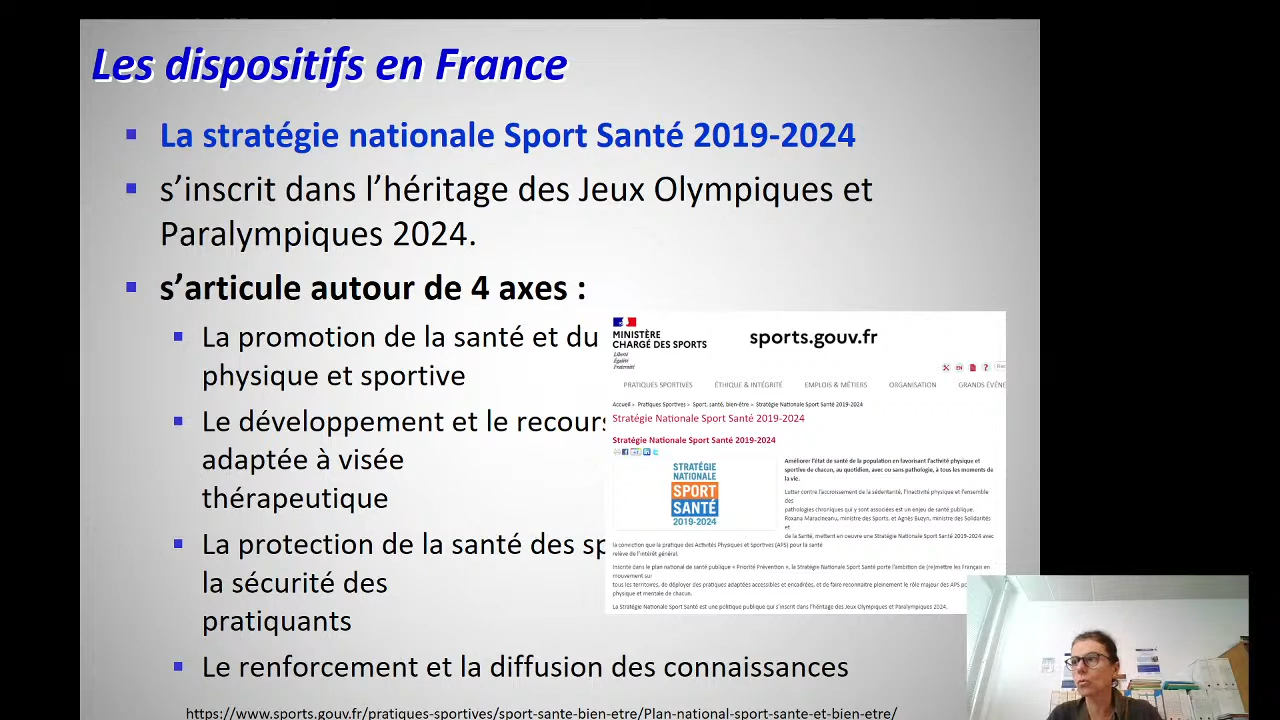 Les dispositifs en France
La stratégie nationale Sport Santé 2019-2024
s’inscrit dans l’héritage des Jeux Olympiques et
Paralympiques 2024.
s’articule autour de 4 axes :
La promotion de la santé et du
physique et sportive
Le développement et le recours
adaptée à visée
thérapeutique
La protection de la santé des sp
la sécurité des
pratiquants
Le renforcement et la diffusion des connaissances
https://www.sports.gouv.fr/pratiques-sportives/sport-sante-bien-etre/Plan-national-sport-sante-et-bien-etre/
MINISTÈRE
CHARGÉ DES SPORTS
Liberté
Égalité
Fraternité
sports.gouv.fr
EN ?
PRATIQUES SPORTIVES ÉTHIQUE & INTÉGRITÉ EMPLOIS & MÉTIERS ORGANISATION GRANDS ÉVÉNE
Accueil > Pratiques Sportives > Sport, santé, bien-être > Stratégie Nationale Sport Santé 2019-2024
Stratégie Nationale Sport Santé 2019-2024
Stratégie Nationale Sport Santé 2019-2024
STRATÉGIE
NATIONALE
SPORT
SANTÉ
2019-2024
Améliorer l’état de santé de la population en favorisant l’activité physique et
sportive de chacun, au quotidien, avec ou sans pathologie, à tous les moments de
la vie.
Lutter contre l’accroissement de la sédentarité, l’inactivité physique et l’ensemble
des
pathologies chroniques qui y sont associées est un enjeu de santé publique.
Roxana Maracineanu, ministre des Sports, et Agnès Buzyn, ministre des Solidarités
et
de la Santé, mettent en oeuvre une Stratégie Nationale Sport Santé 2019-2024 avec
la conviction que la pratique des Activités Physiques et Sportives (APS) pour la santé
relève de l’intérêt général.
Inscrite dans le plan national de santé publique « Priorité Prévention », la Stratégie Nationale Sport Santé porte l’ambition de (re)mettre les Français en
mouvement sur
tous les territoires, de déployer des pratiques adaptées accessibles et encadrées, et de faire reconnaitre pleinement le rôle majeur des APS po
physique et mentale de chacun.
La Stratégie Nationale Sport Santé est une politique publique qui s’inscrit dans l’héritage des Jeux Olympiques et Paralympiques 2024.